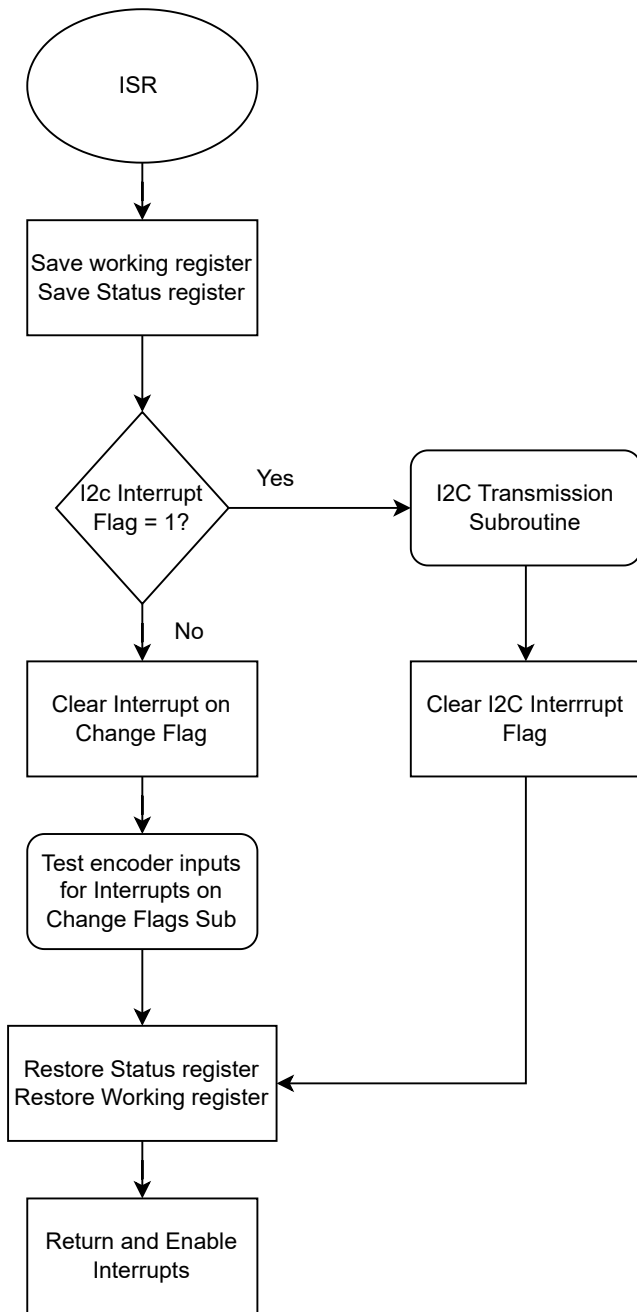 ISR
Save working register
Save Status register
I2c Interrupt
Flag = 1?
Yes
I2C Transmission
Subroutine
No
Clear Interrupt on
Change Flag
Clear I2C Interrrupt
Flag
Test encoder inputs
for Interrupts on
Change Flags Sub
Restore Status register
Restore Working register
Return and Enable
Interrupts